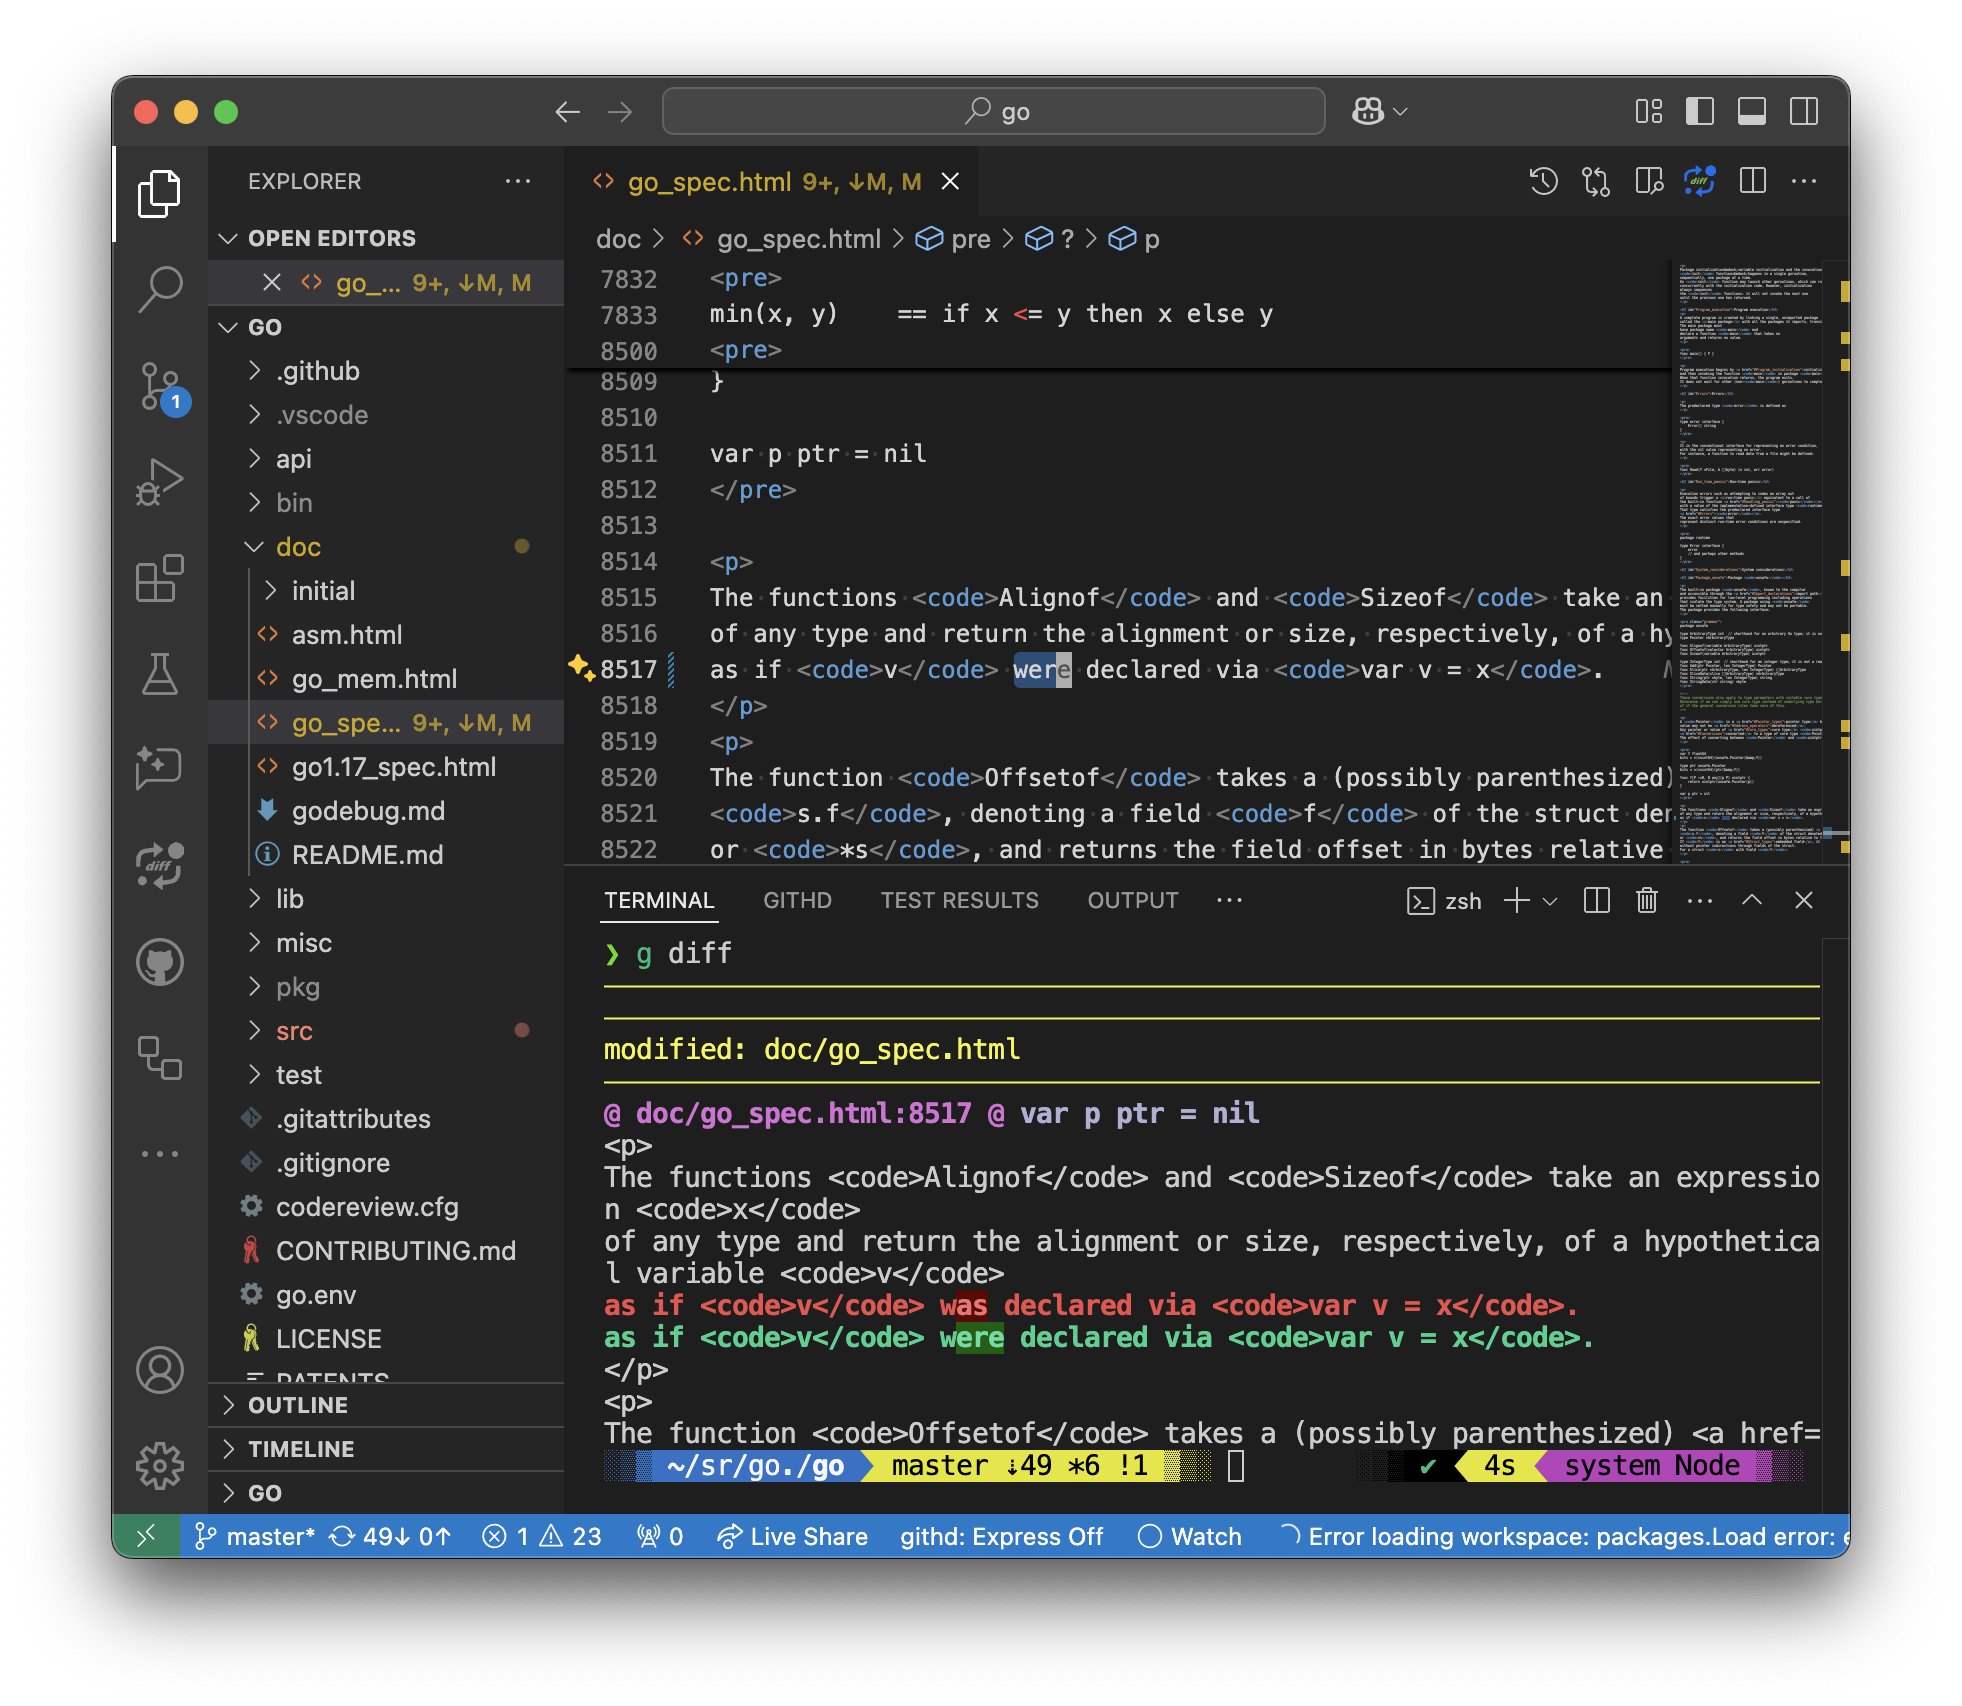 go
EXPLORER
OPEN EDITORS
go_... 9+, ↓M, M
GO
.github
.vscode
api
bin
doc
initial
asm.html
go_mem.html
go_spe... 9+, ↓M, M
go1.17_spec.html
godebug.md
README.md
lib
misc
pkg
src
test
.gitattributes
.gitignore
codereview.cfg
CONTRIBUTING.md
go.env
LICENSE
PATENTS
OUTLINE
TIMELINE
GO
1
diff
go_spec.html 9+, ↓M, M
diff
doc > go_spec.html > pre > ? > p
7832 <pre>
7833 min(x, y)    == if x <= y then x else y
8500 <pre>
8509 }
8510
8511 var p ptr = nil
8512 </pre>
8513
8514 <p>
8515 The functions <code>Alignof</code> and <code>Sizeof</code> take an
8516 of any type and return the alignment or size, respectively, of a hy
8517 as if <code>v</code> were declared via <code>var v = x</code>.
8518 </p>
8519 <p>
8520 The function <code>Offsetof</code> takes a (possibly parenthesized)
8521 <code>s.f</code>, denoting a field <code>f</code> of the struct der
8522 or <code>*s</code>, and returns the field offset in bytes relative
TERMINAL GITHD TEST RESULTS OUTPUT ··· zsh
❯ g diff
modified: doc/go_spec.html
@ doc/go_spec.html:8517 @ var p ptr = nil
<p>
The functions <code>Alignof</code> and <code>Sizeof</code> take an expressio
n <code>x</code>
of any type and return the alignment or size, respectively, of a hypothetica
l variable <code>v</code>
as if <code>v</code> was declared via <code>var v = x</code>.
as if <code>v</code> were declared via <code>var v = x</code>.
</p>
<p>
The function <code>Offsetof</code> takes a (possibly parenthesized) <a href=
~/sr/go./go master ⇣49 *6 !1 ✔ 4s system Node
master* 49↓ 0↑ 1 23 0 Live Share githd: Express Off Watch Error loading workspace: packages.Load error: e